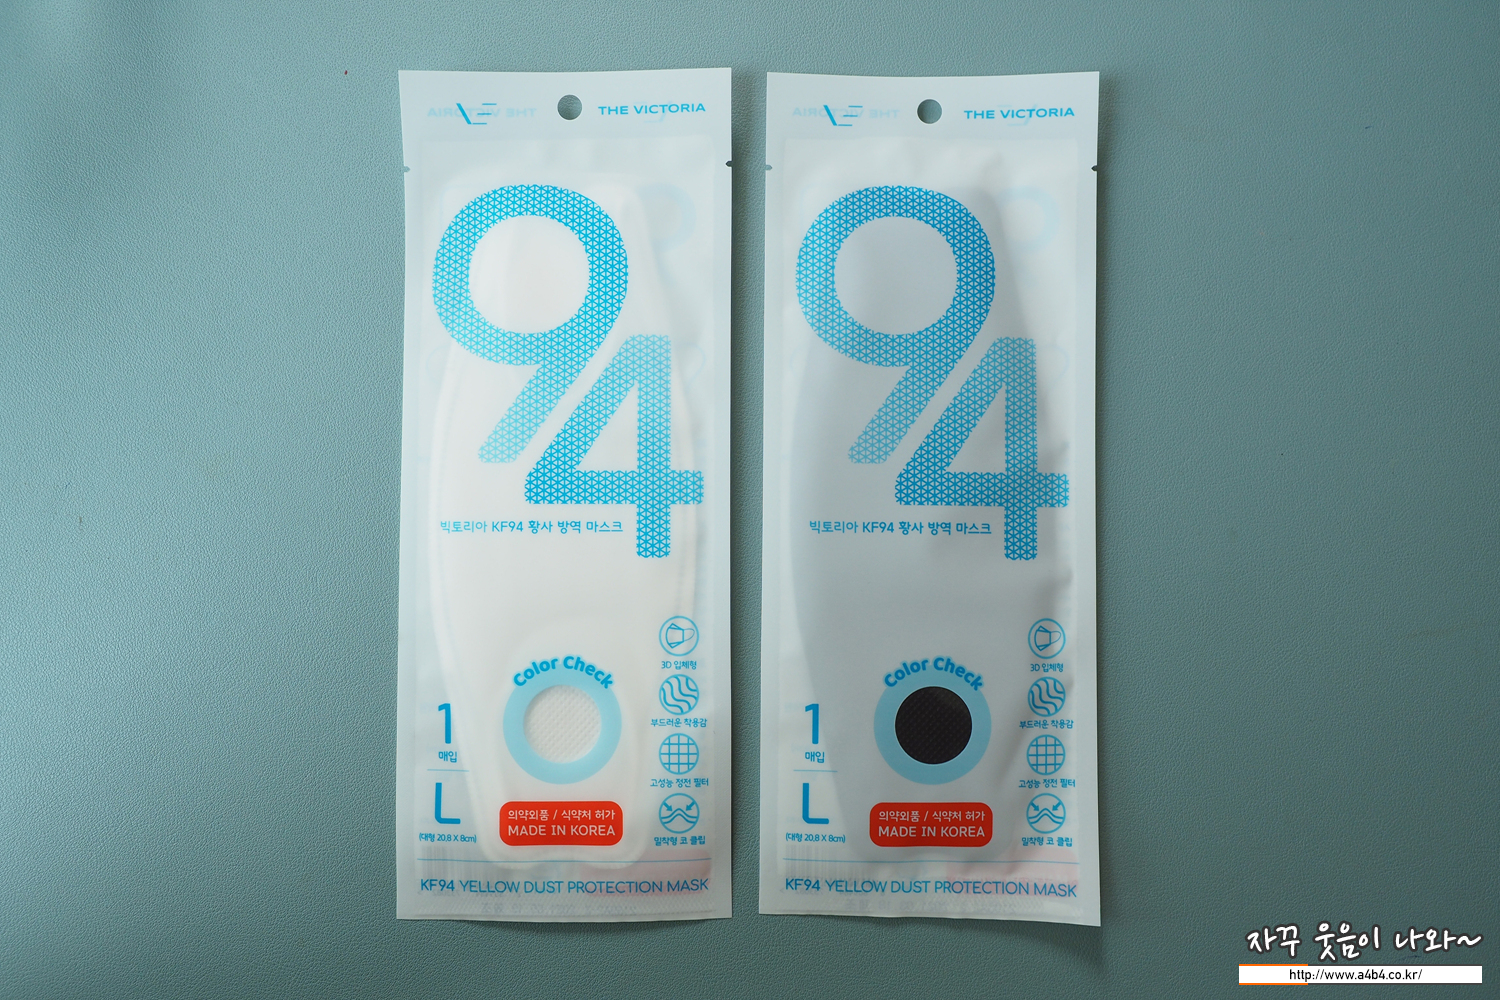 THE VICTORIA
94
빅토리아 KF94 황사 방역 마스크
Color Check
3D 입체형
부드러운 착용감
고성능 정전 필터
밀착형 코 클립
1
매입
L
(대형 20.8 X 8cm)
의약외품 / 식약처 허가
MADE IN KOREA
KF94 YELLOW DUST PROTECTION MASK
THE VICTORIA
94
빅토리아 KF94 황사 방역 마스크
Color Check
3D 입체형
부드러운 착용감
고성능 정전 필터
밀착형 코 클립
1
매입
L
(대형 20.8 X 8cm)
의약외품 / 식약처 허가
MADE IN KOREA
KF94 YELLOW DUST PROTECTION MASK
자꾸 웃음이 나와~
http://www.a4b4.co.kr/